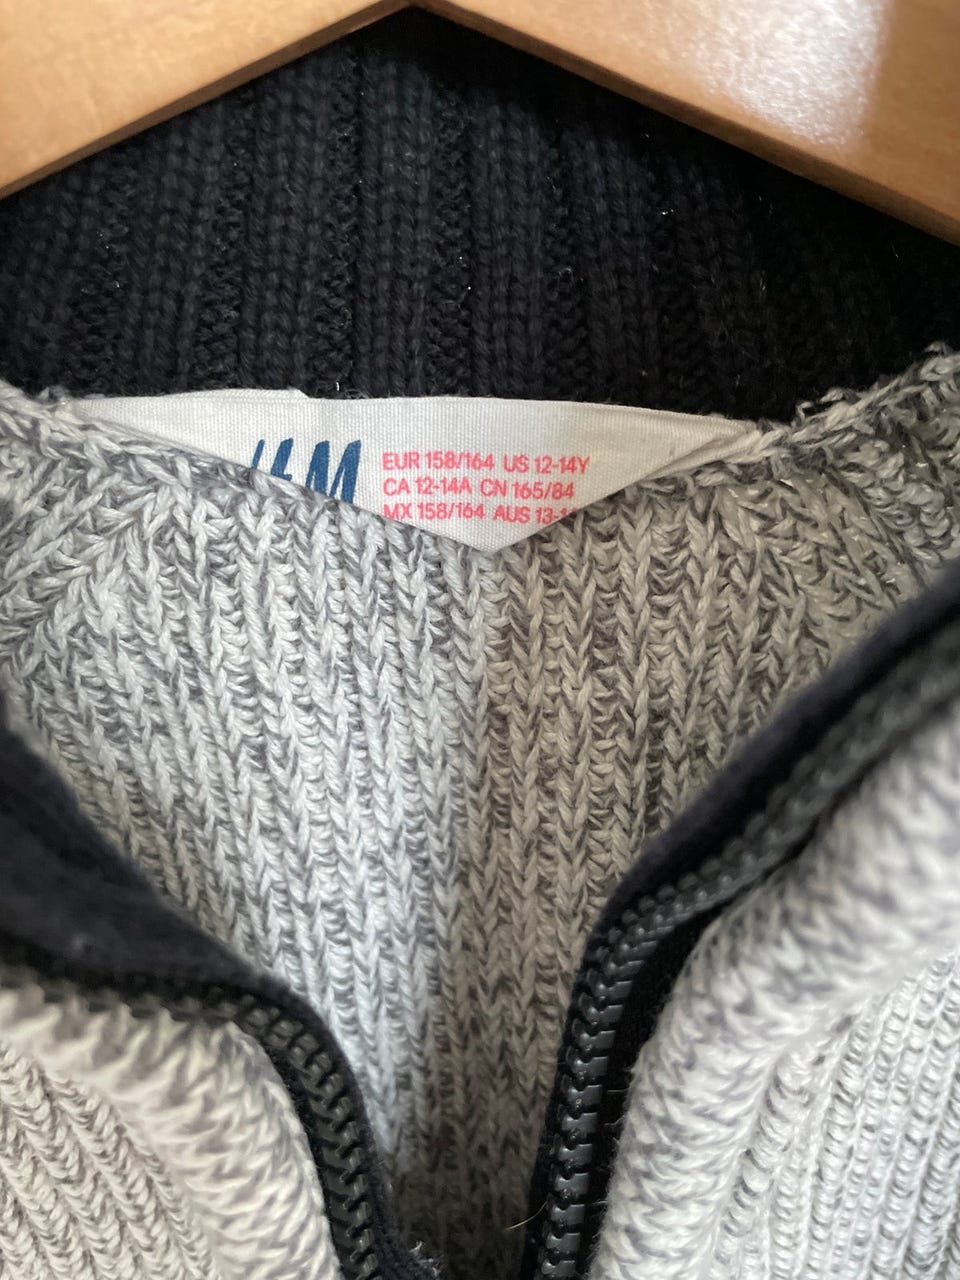 H&M
EUR 158/164 US 12-14Y
CA 12-14A CN 165/84
MX 158/164 AUS